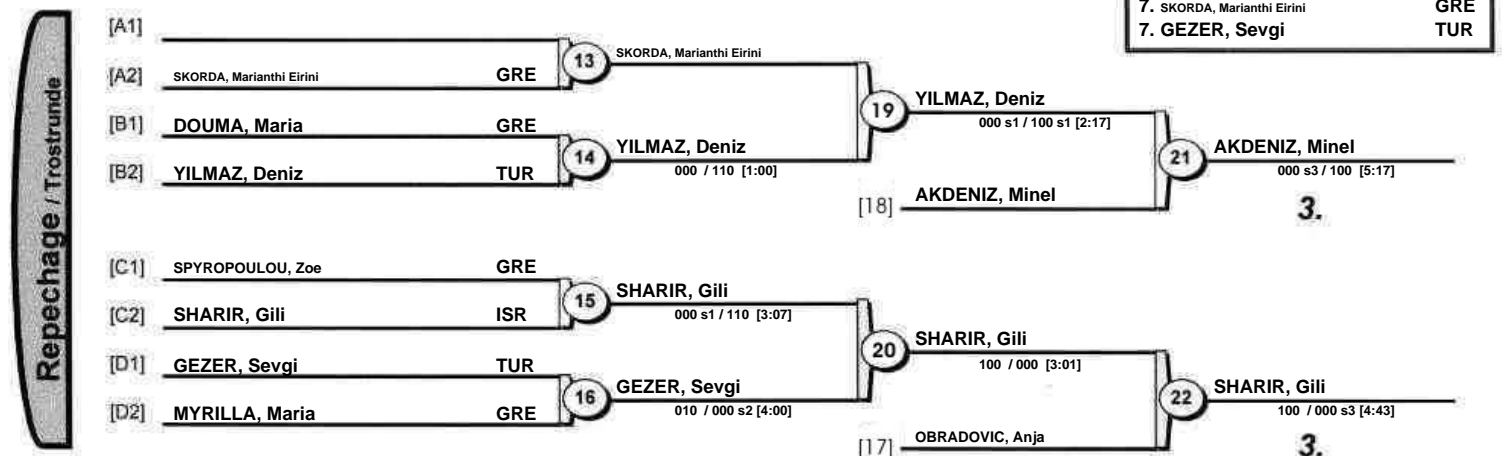 7. SKORDA, Marianthi Eirini GRE
7. GEZER, Sevgi TUR
Repechage / Trostrunde
[A1]
[A2] SKORDA, Marianthi Eirini GRE
13 SKORDA, Marianthi Eirini
[B1] DOUMA, Maria GRE
[B2] YILMAZ, Deniz TUR
14 YILMAZ, Deniz
000 / 110 [1:00]
19 YILMAZ, Deniz
000 s1 / 100 s1 [2:17]
[18] AKDENIZ, Minel
21 AKDENIZ, Minel
000 s3 / 100 [5:17]
3.
[C1] SPYROPOULOU, Zoe GRE
[C2] SHARIR, Gili ISR
15 SHARIR, Gili
000 s1 / 110 [3:07]
[D1] GEZER, Sevgi TUR
[D2] MYRILLA, Maria GRE
16 GEZER, Sevgi
010 / 000 s2 [4:00]
20 SHARIR, Gili
100 / 000 [3:01]
[17] OBRADOVIC, Anja
22 SHARIR, Gili
100 / 000 s3 [4:43]
3.